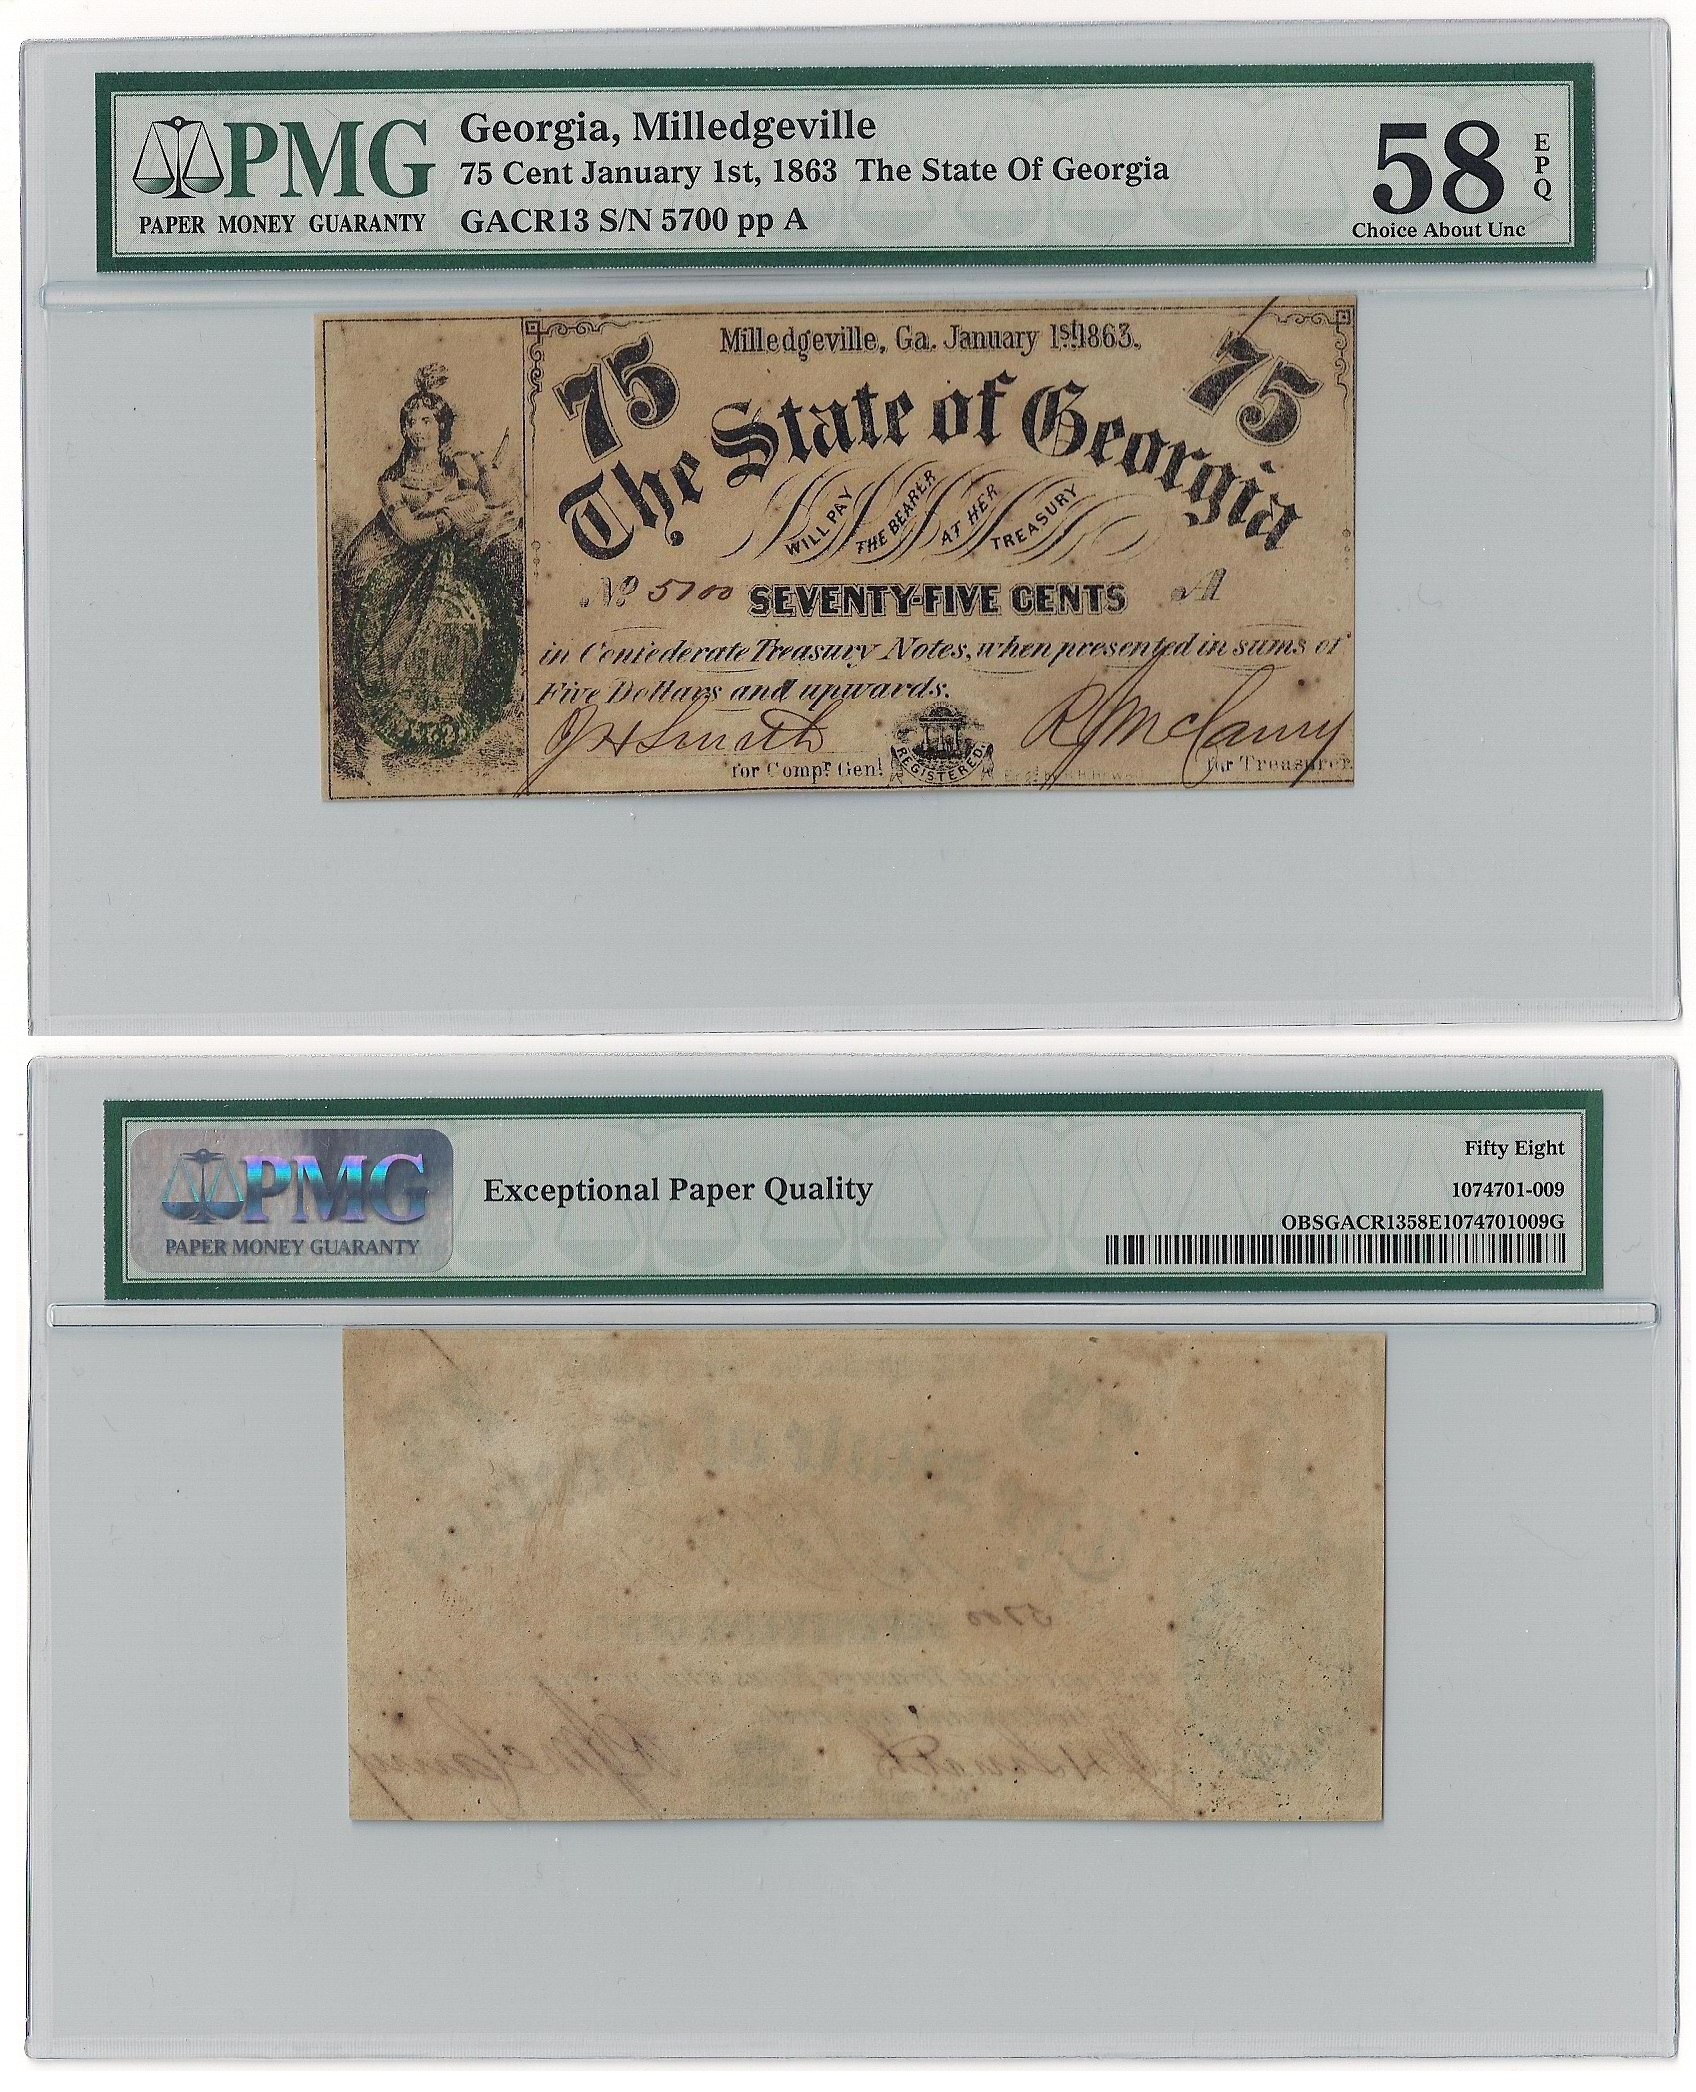 PMG
PAPER MONEY GUARANTY
Georgia, Milledgeville
75 Cent January 1st, 1863 The State Of Georgia
GACR13 S/N 5700 pp A
58
EPQ
Choice About Unc
Milledgeville, Ga. January 1st 1863.
75
75
The State of Georgia
WILL PAY THE BEARER AT HER TREASURY
No 5700 SEVENTY-FIVE CENTS A
in Confederate Treasury Notes, when presented in sums of
Five Dollars and upwards.
J H Smith
for Compr Genl
REGISTERED.
for Treasurer
PMG
PAPER MONEY GUARANTY
Exceptional Paper Quality
Fifty Eight
1074701-009
OBSGACR1358E1074701009G